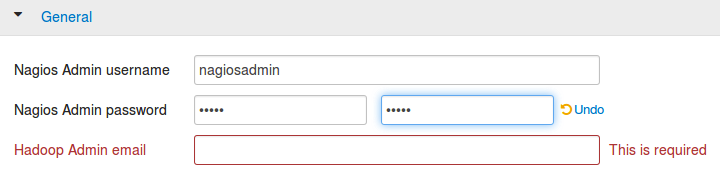 General
Nagios Admin username nagiosadmin
Nagios Admin password ••••• ••••• Undo
Hadoop Admin email This is required